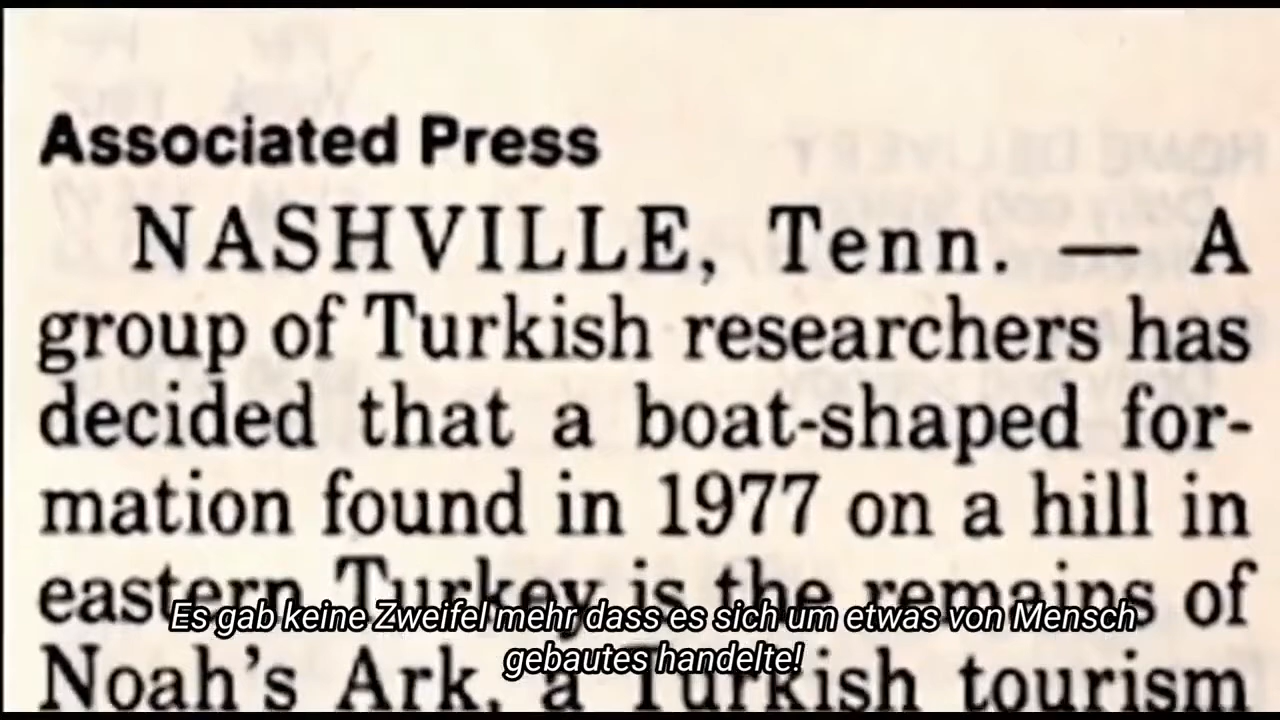 Associated Press
NASHVILLE, Tenn. — A
group of Turkish researchers has
decided that a boat-shaped for-
mation found in 1977 on a hill in
eastern Turkey is the remains of
Noah's Ark, a Turkish tourism
Es gab keine Zweifel mehr dass es sich um etwas von Mensch
gebautes handelte!